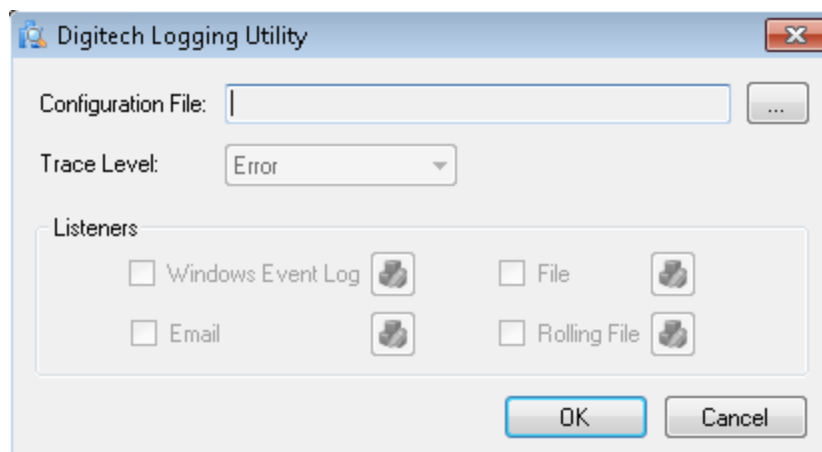 Digitech Logging Utility
Configuration File:
...
Trace Level:
Error
Listeners
Windows Event Log
File
Email
Rolling File
OK
Cancel